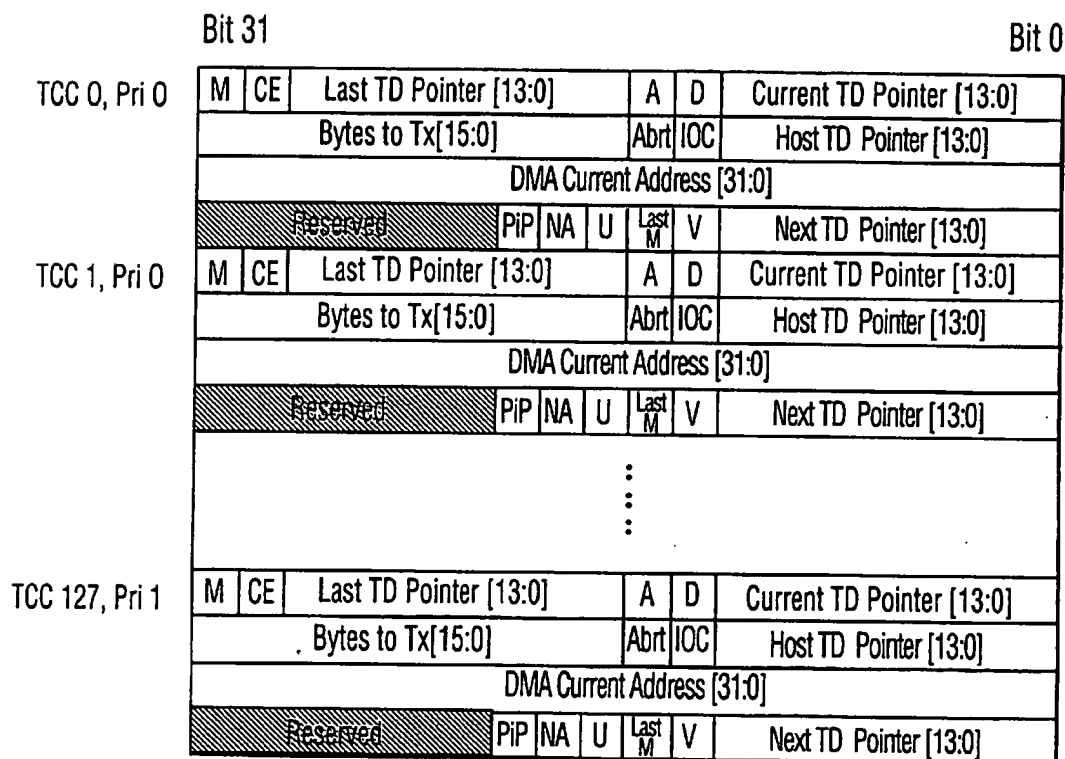 Bit 31 Bit 0
TCC 0, Pri 0 M CE Last TD Pointer [13:0] A D Current TD Pointer [13:0]
Bytes to Tx[15:0] Abrt IOC Host TD Pointer [13:0]
DMA Current Address [31:0]
Reserved PiP NA U Last M V Next TD Pointer [13:0]
TCC 1, Pri 0 M CE Last TD Pointer [13:0] A D Current TD Pointer [13:0]
Bytes to Tx[15:0] Abrt IOC Host TD Pointer [13:0]
DMA Current Address [31:0]
Reserved PiP NA U Last M V Next TD Pointer [13:0]
TCC 127, Pri 1 M CE Last TD Pointer [13:0] A D Current TD Pointer [13:0]
Bytes to Tx[15:0] Abrt IOC Host TD Pointer [13:0]
DMA Current Address [31:0]
Reserved PiP NA U Last M V Next TD Pointer [13:0]